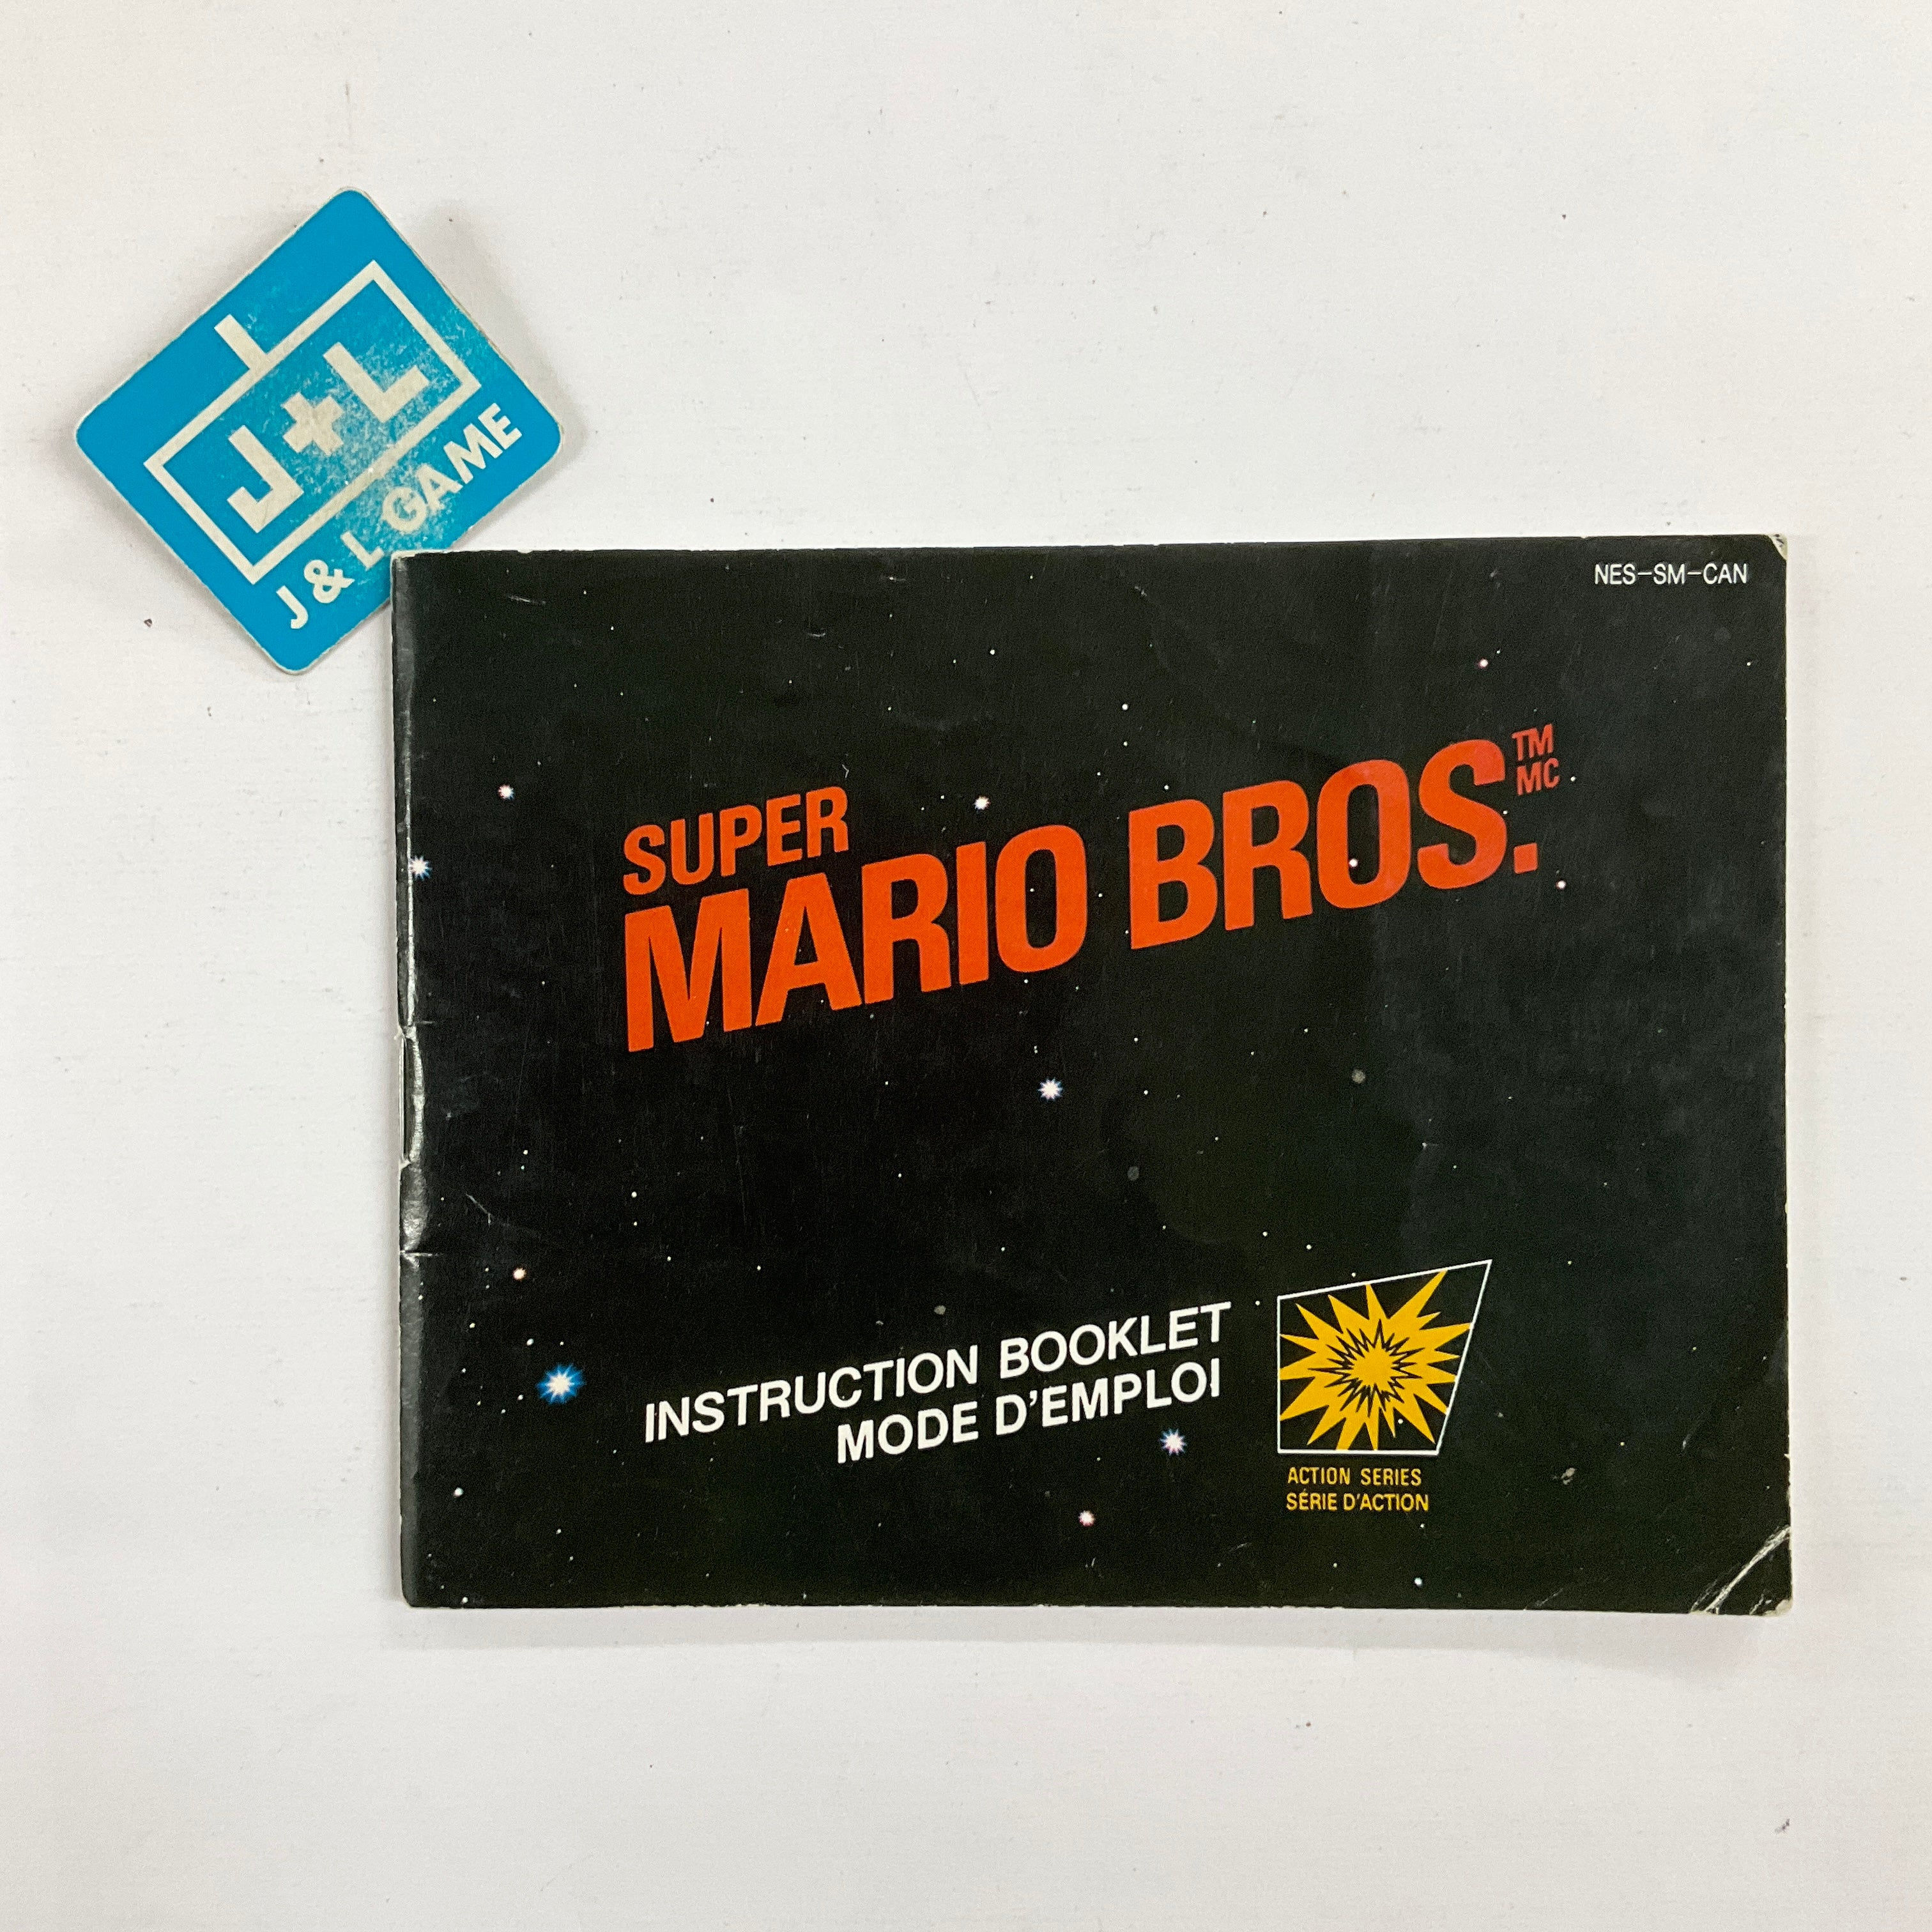 J+L
J & L GAME
NES-SM-CAN
SUPER
MARIO BROS.™
MC
INSTRUCTION BOOKLET
MODE D'EMPLOI
ACTION SERIES
SÉRIE D'ACTION